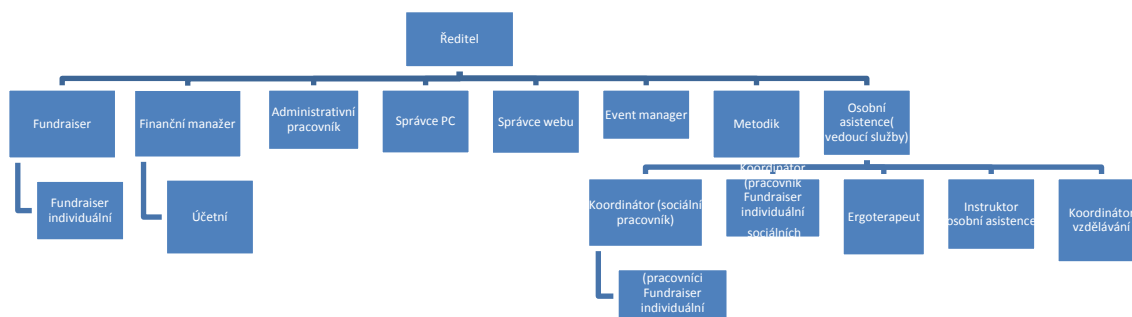 Ředitel
Fundraiser
Finanční manažer
Administrativní
pracovník
Správce PC
Správce webu
Event manager
Metodik
Osobní
asistence(
vedoucí služby)
Fundraiser
individuální
Účetní
Koordinátor (sociální
pracovník)
Koordinátor
(pracovník
Fundraiser
individuální
sociálních
Ergoterapeut
Instruktor
osobní asistence
Koordinátor
vzdělávání
(pracovníci
Fundraiser
individuální